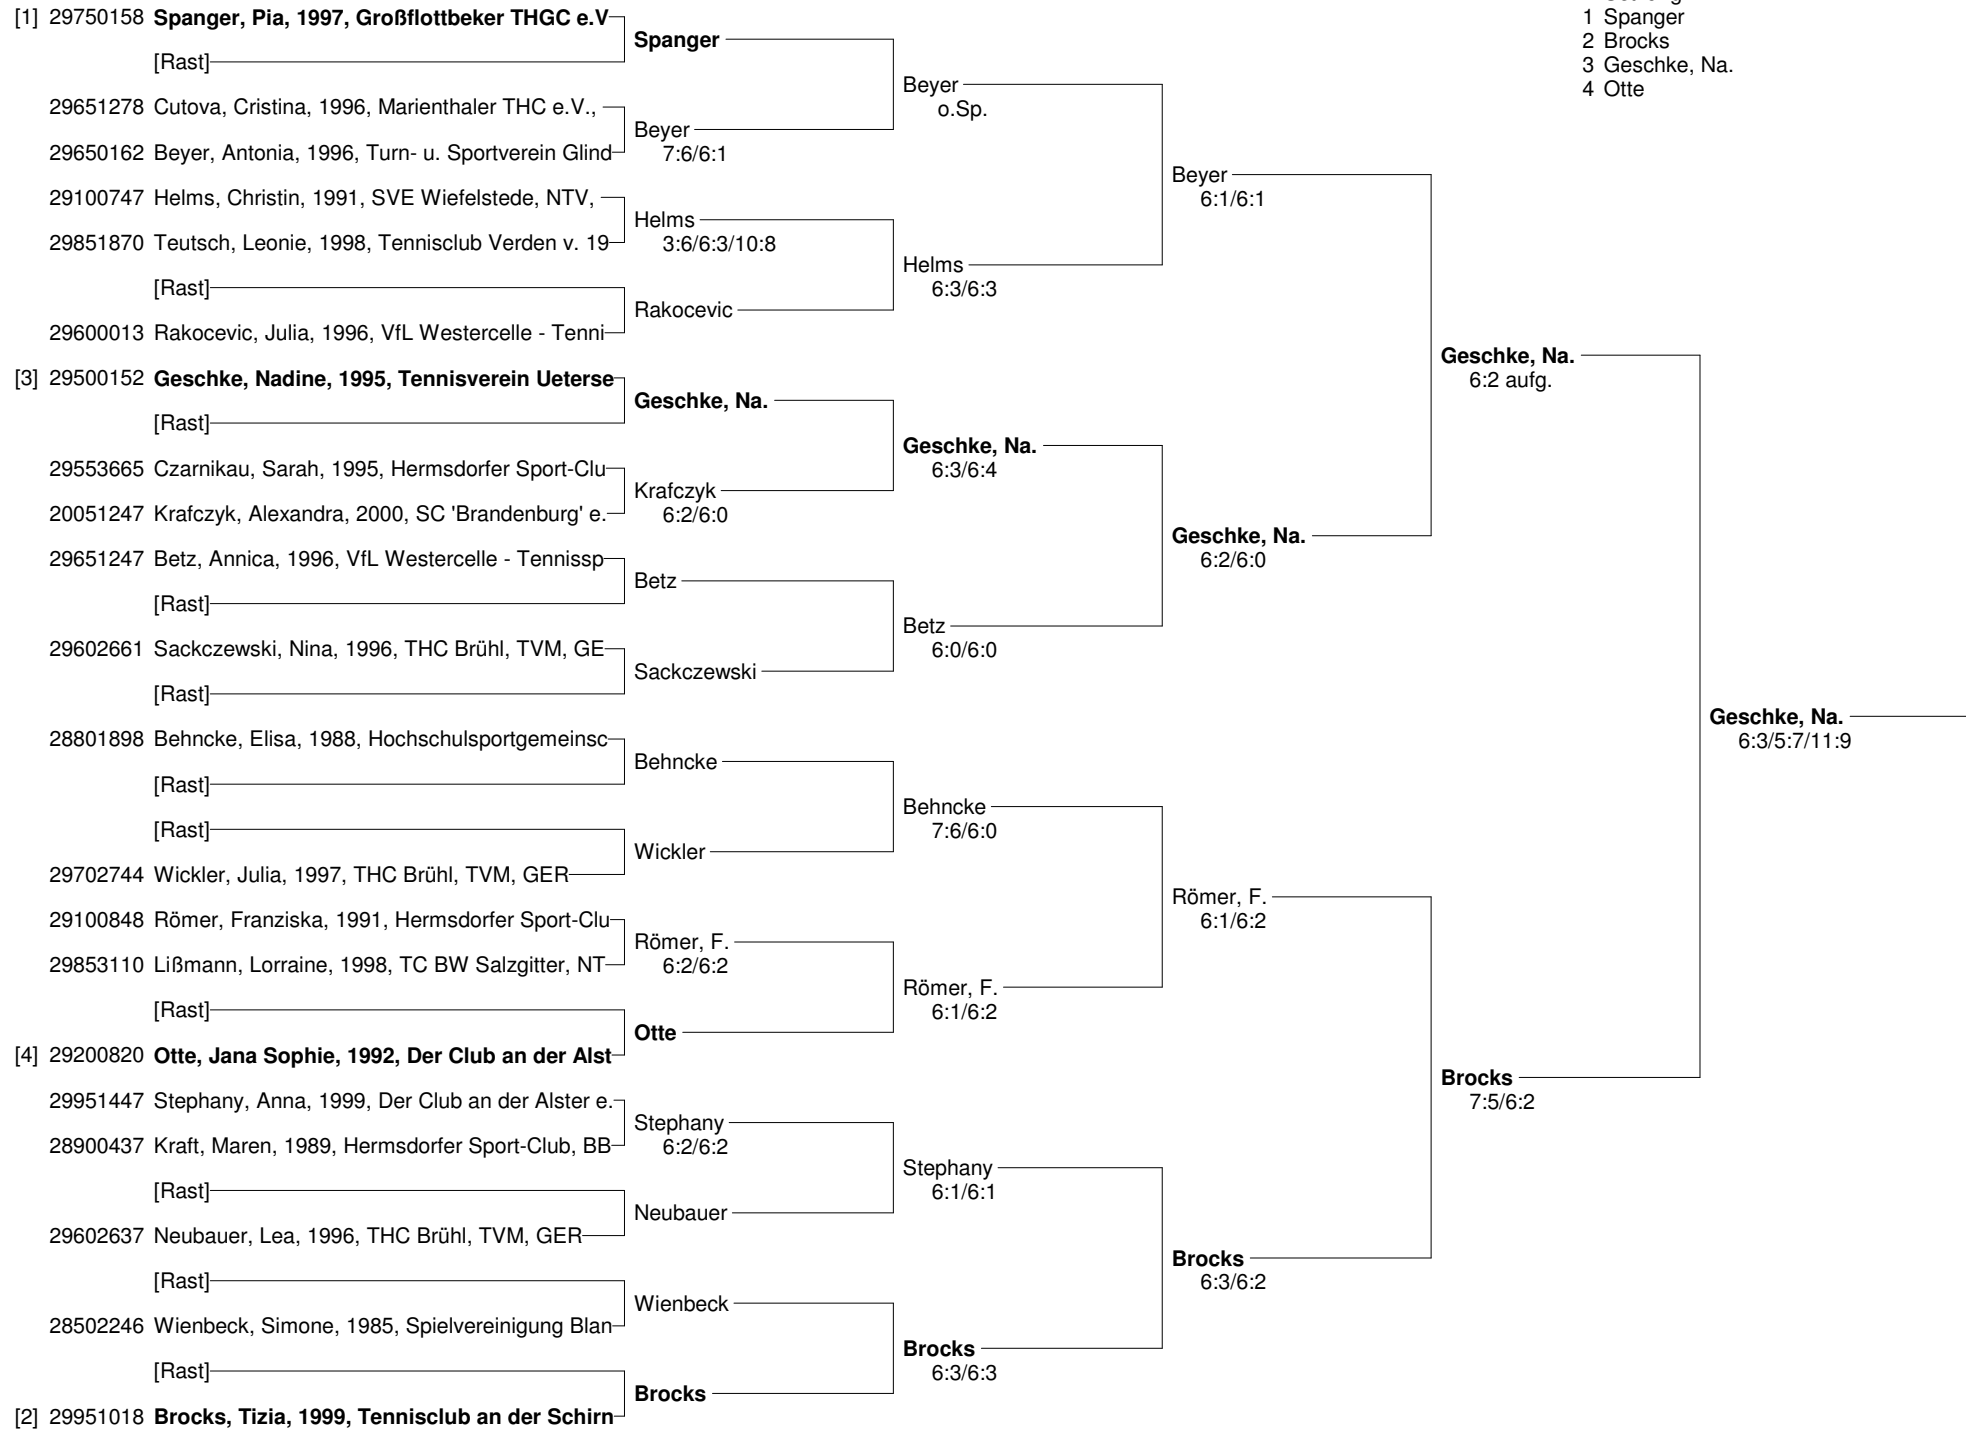 1 Spanger
2 Brocks
3 Geschke, Na.
4 Otte
[1] 29750158 Spanger, Pia, 1997, Großflottbeker THGC e.V
[Rast]
29651278 Cutova, Cristina, 1996, Marienthaler THC e.V.,
29650162 Beyer, Antonia, 1996, Turn- u. Sportverein Glind
29100747 Helms, Christin, 1991, SVE Wiefelstede, NTV,
29851870 Teutsch, Leonie, 1998, Tennisclub Verden v. 19
[Rast]
29600013 Rakocevic, Julia, 1996, VfL Westercelle - Tenni
[3] 29500152 Geschke, Nadine, 1995, Tennisverein Ueterse
[Rast]
29553665 Czarnikau, Sarah, 1995, Hermsdorfer Sport-Clu
20051247 Krafczyk, Alexandra, 2000, SC 'Brandenburg' e.
29651247 Betz, Annica, 1996, VfL Westercelle - Tennissp
[Rast]
29602661 Sackczewski, Nina, 1996, THC Brühl, TVM, GE
[Rast]
28801898 Behncke, Elisa, 1988, Hochschulsportgemeinsc
[Rast]
[Rast]
29702744 Wickler, Julia, 1997, THC Brühl, TVM, GER
29100848 Römer, Franziska, 1991, Hermsdorfer Sport-Clu
29853110 Lißmann, Lorraine, 1998, TC BW Salzgitter, NT
[Rast]
[4] 29200820 Otte, Jana Sophie, 1992, Der Club an der Alst
29951447 Stephany, Anna, 1999, Der Club an der Alster e.
28900437 Kraft, Maren, 1989, Hermsdorfer Sport-Club, BB
[Rast]
29602637 Neubauer, Lea, 1996, THC Brühl, TVM, GER
[Rast]
28502246 Wienbeck, Simone, 1985, Spielvereinigung Blan
[Rast]
[2] 29951018 Brocks, Tizia, 1999, Tennisclub an der Schirn
Spanger
Beyer
7:6/6:1
Helms
3:6/6:3/10:8
Rakocevic
Geschke, Na.
Krafczyk
6:2/6:0
Betz
Sackczewski
Behncke
Wickler
Römer, F.
6:2/6:2
Otte
Stephany
6:2/6:2
Neubauer
Wienbeck
Brocks
Beyer
o.Sp.
Helms
6:3/6:3
Geschke, Na.
6:3/6:4
Betz
6:0/6:0
Behncke
7:6/6:0
Römer, F.
6:1/6:2
Stephany
6:1/6:1
Brocks
6:3/6:3
Beyer
6:1/6:1
Geschke, Na.
6:2/6:0
Römer, F.
6:1/6:2
Brocks
6:3/6:2
Geschke, Na.
6:2 aufg.
Brocks
7:5/6:2
Geschke, Na.
6:3/5:7/11:9